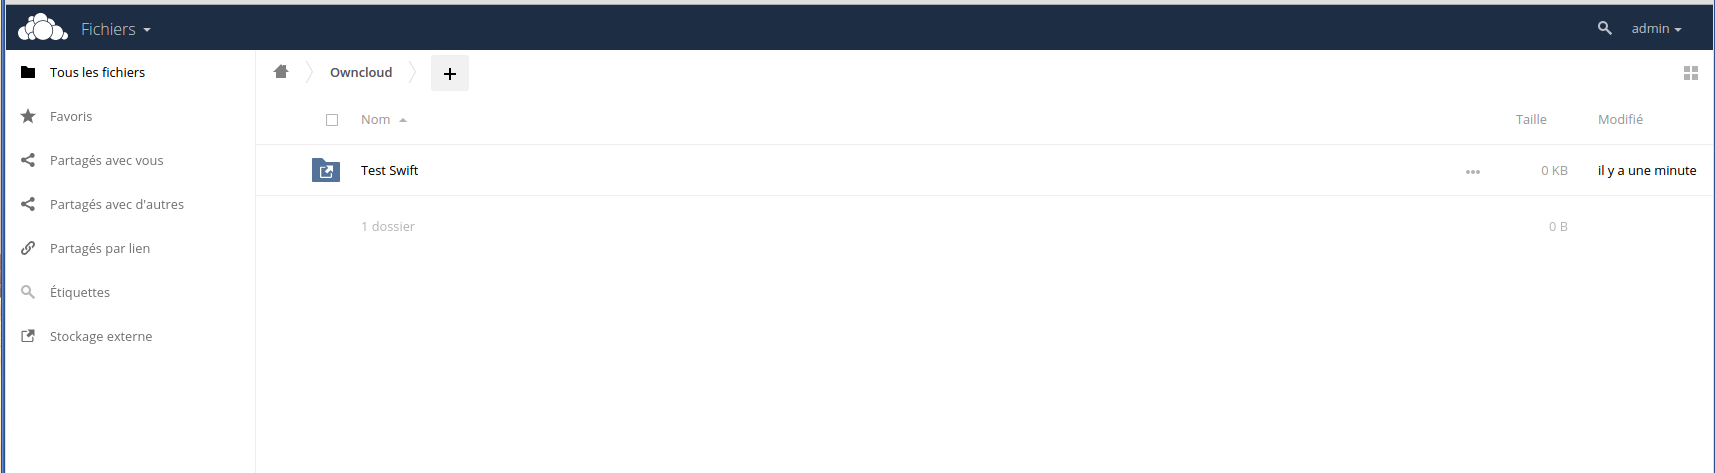 Fichiers
admin
Tous les fichiers
Favoris
Partagés avec vous
Partagés avec d'autres
Partagés par lien
Étiquettes
Stockage externe
Owncloud +
Nom Taille Modifié
Test Swift ••• 0 KB il y a une minute
1 dossier 0 B